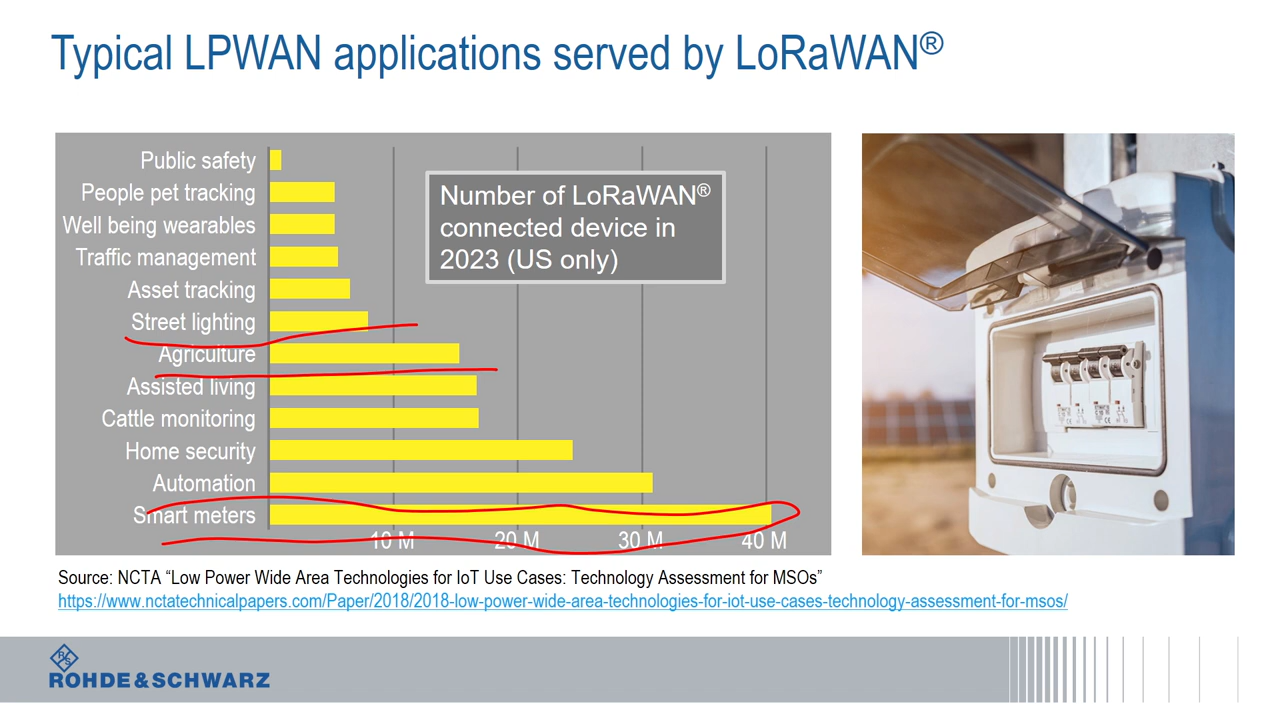 Typical LPWAN applications served by LoRaWAN®
Public safety
People pet tracking
Well being wearables
Traffic management
Asset tracking
Street lighting
Agriculture
Assisted living
Cattle monitoring
Home security
Automation
Smart meters
Number of LoRaWAN®
connected device in
2023 (US only)
10 M 20 M 30 M 40 M
Source: NCTA “Low Power Wide Area Technologies for IoT Use Cases: Technology Assessment for MSOs”
https://www.nctatechnicalpapers.com/Paper/2018/2018-low-power-wide-area-technologies-for-iot-use-cases-technology-assessment-for-msos/
R S
ROHDE & SCHWARZ